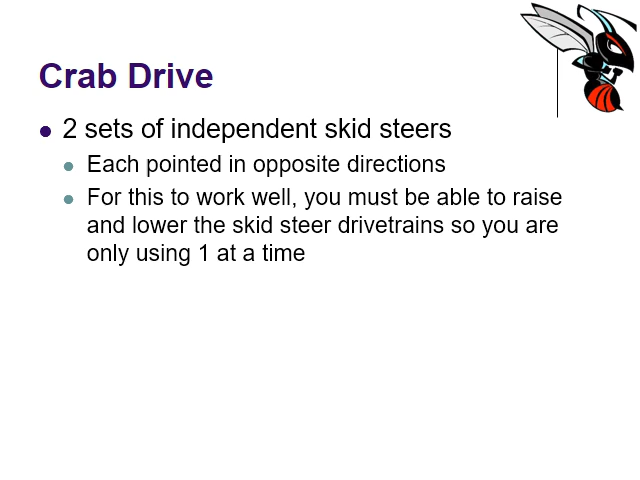 Crab Drive
2 sets of independent skid steers
Each pointed in opposite directions
For this to work well, you must be able to raise
and lower the skid steer drivetrains so you are
only using 1 at a time